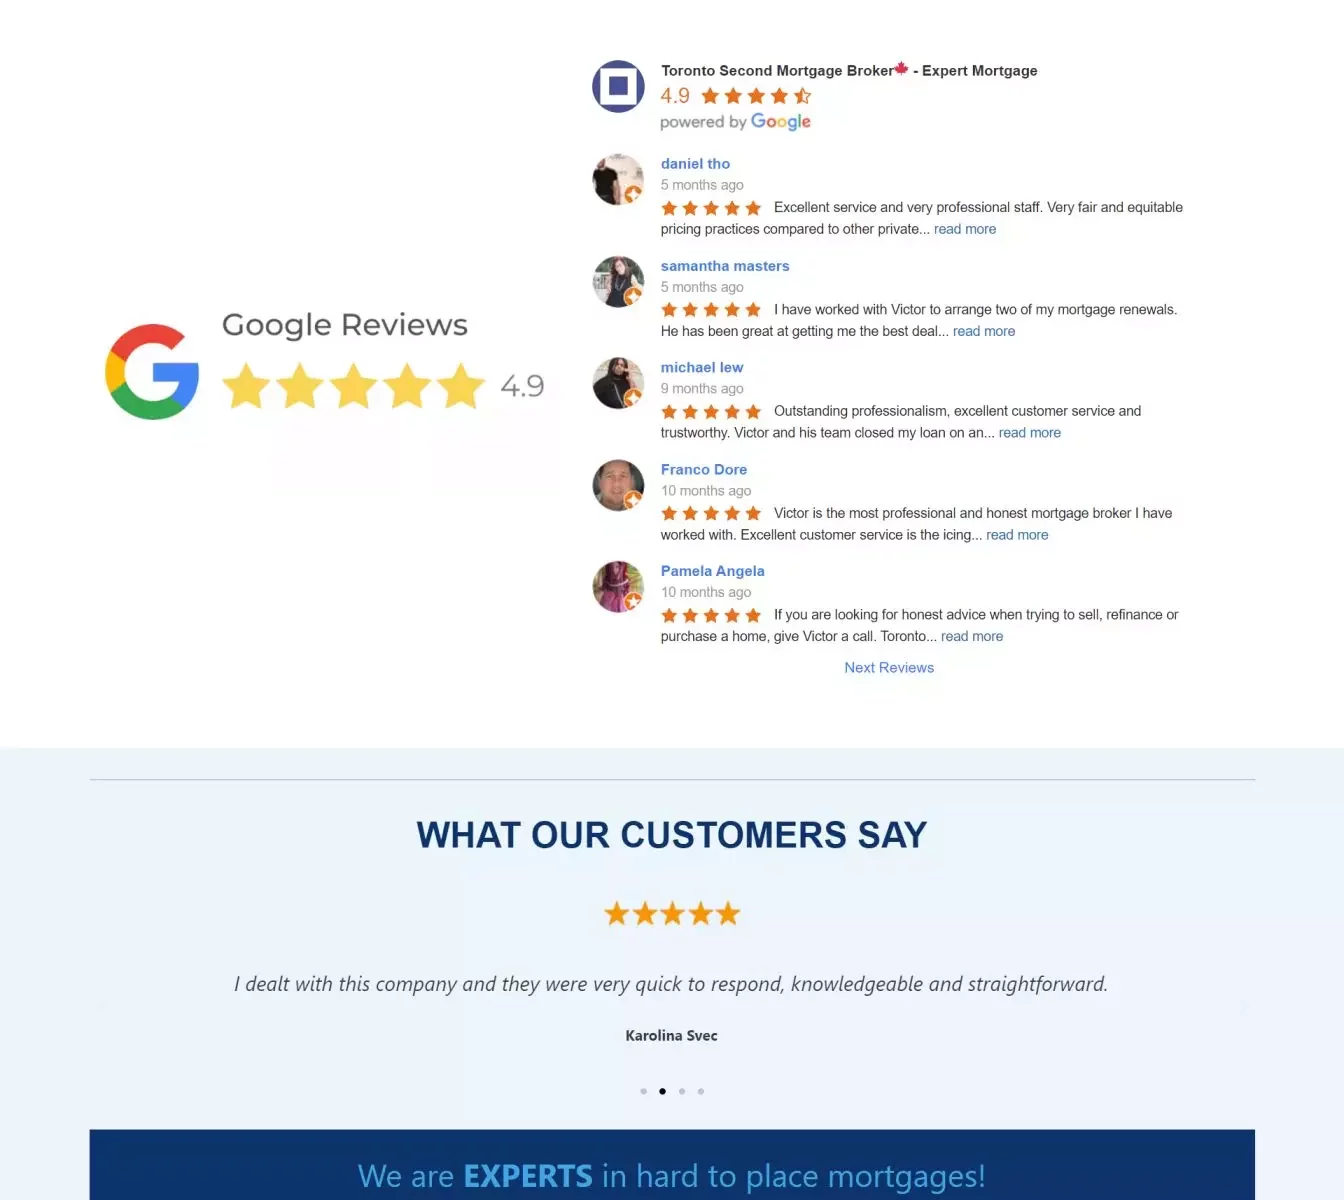 Toronto Second Mortgage Broker🍁 - Expert Mortgage
4.9
powered by Google
daniel tho
5 months ago
Excellent service and very professional staff. Very fair and equitable
pricing practices compared to other private... read more
samantha masters
5 months ago
I have worked with Victor to arrange two of my mortgage renewals.
He has been great at getting me the best deal... read more
Google Reviews
4.9
michael lew
9 months ago
Outstanding professionalism, excellent customer service and
trustworthy. Victor and his team closed my loan on an... read more
Franco Dore
10 months ago
Victor is the most professional and honest mortgage broker I have
worked with. Excellent customer service is the icing... read more
Pamela Angela
10 months ago
If you are looking for honest advice when trying to sell, refinance or
purchase a home, give Victor a call. Toronto... read more
Next Reviews
WHAT OUR CUSTOMERS SAY
I dealt with this company and they were very quick to respond, knowledgeable and straightforward.
Karolina Svec
We are EXPERTS in hard to place mortgages!